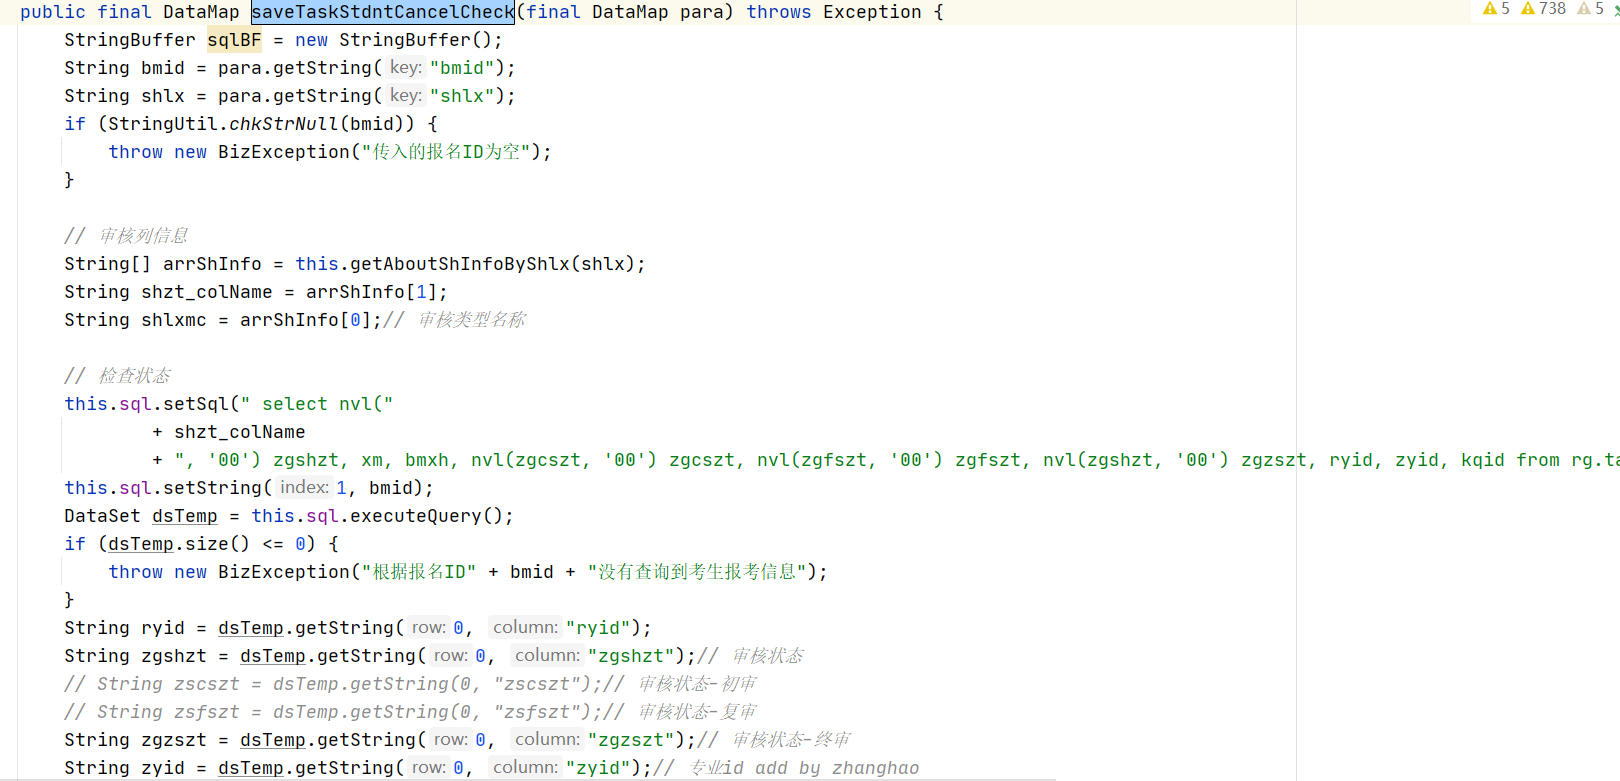 public final DataMap saveTaskStdntCancelCheck(final DataMap para) throws Exception {
5 738 5
StringBuffer sqlBF = new StringBuffer();
String bmid = para.getString( key: "bmid");
String shlx = para.getString( key: "shlx");
if (StringUtil.chkStrNull(bmid)) {
throw new BizException("传入的报名ID为空");
}
// 审核列信息
String[] arrShInfo = this.getAboutShInfoByShlx(shlx);
String shzt_colName = arrShInfo[1];
String shlxmc = arrShInfo[0];// 审核类型名称
// 检查状态
this.sql.setSql(" select nvl("
+ shzt_colName
+ ", '00') zgshzt, xm, bmxh, nvl(zgcszt, '00') zgcszt, nvl(zgfszt, '00') zgfszt, nvl(zgshzt, '00') zgzszt, ryid, zyid, kqid from rg.ta
this.sql.setString( index: 1, bmid);
DataSet dsTemp = this.sql.executeQuery();
if (dsTemp.size() <= 0) {
throw new BizException("根据报名ID" + bmid + "没有查询到考生报考信息");
}
String ryid = dsTemp.getString( row: 0, column: "ryid");
String zgshzt = dsTemp.getString( row: 0, column: "zgshzt");// 审核状态
// String zscszt = dsTemp.getString(0, "zscszt");// 审核状态-初审
// String zsfszt = dsTemp.getString(0, "zsfszt");// 审核状态-复审
String zgzszt = dsTemp.getString( row: 0, column: "zgzszt");// 审核状态-终审
String zyid = dsTemp.getString( row: 0, column: "zyid");// 专业id add by zhanghao